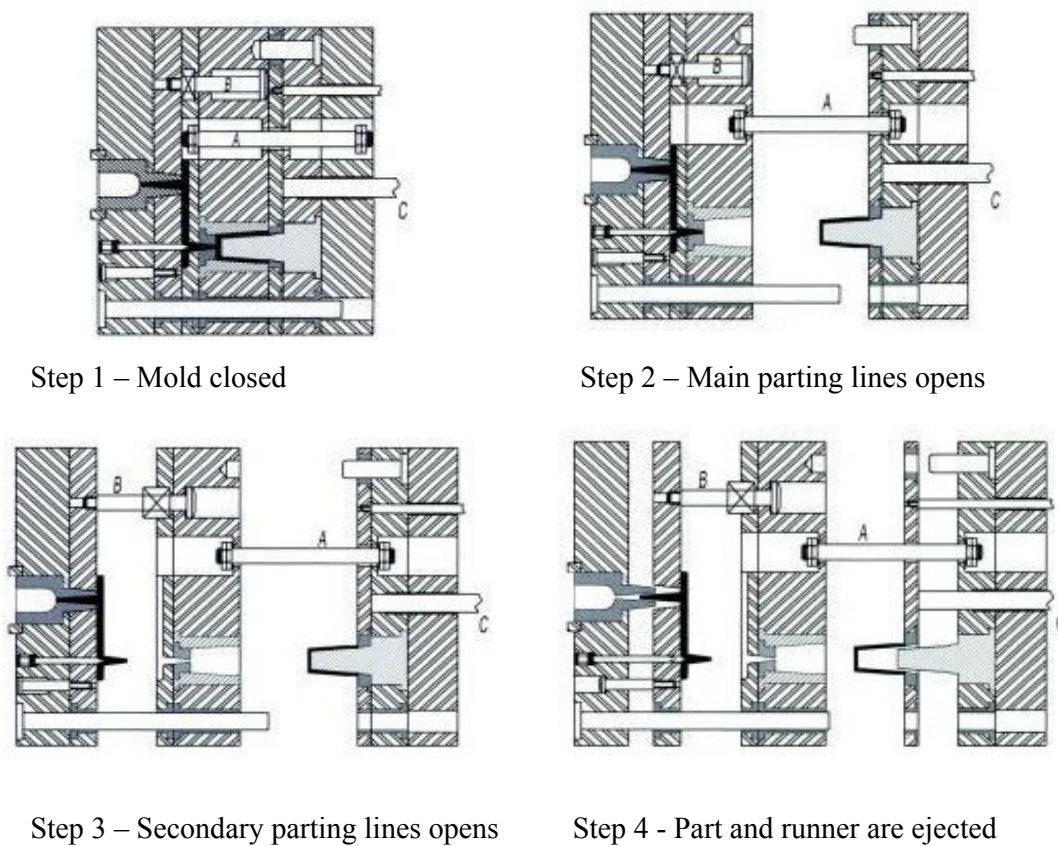 B
A
C
Step 1 – Mold closed
B
A
C
Step 2 – Main parting lines opens
B
A
C
Step 3 – Secondary parting lines opens
B
A
C
Step 4 - Part and runner are ejected